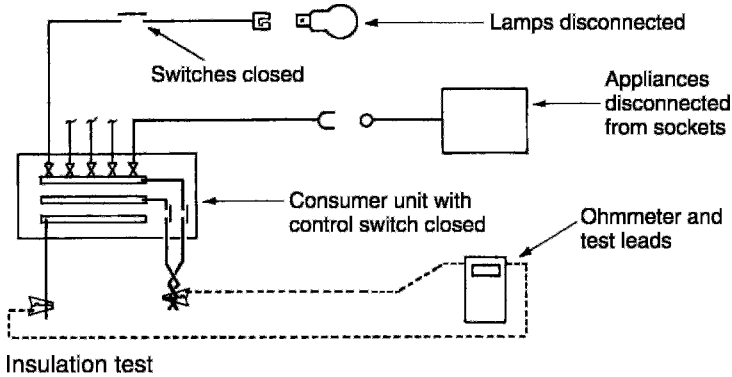 Lamps disconnected
Switches closed
Appliances
disconnected
from sockets
Consumer unit with
control switch closed
Ohmmeter and
test leads
Insulation test